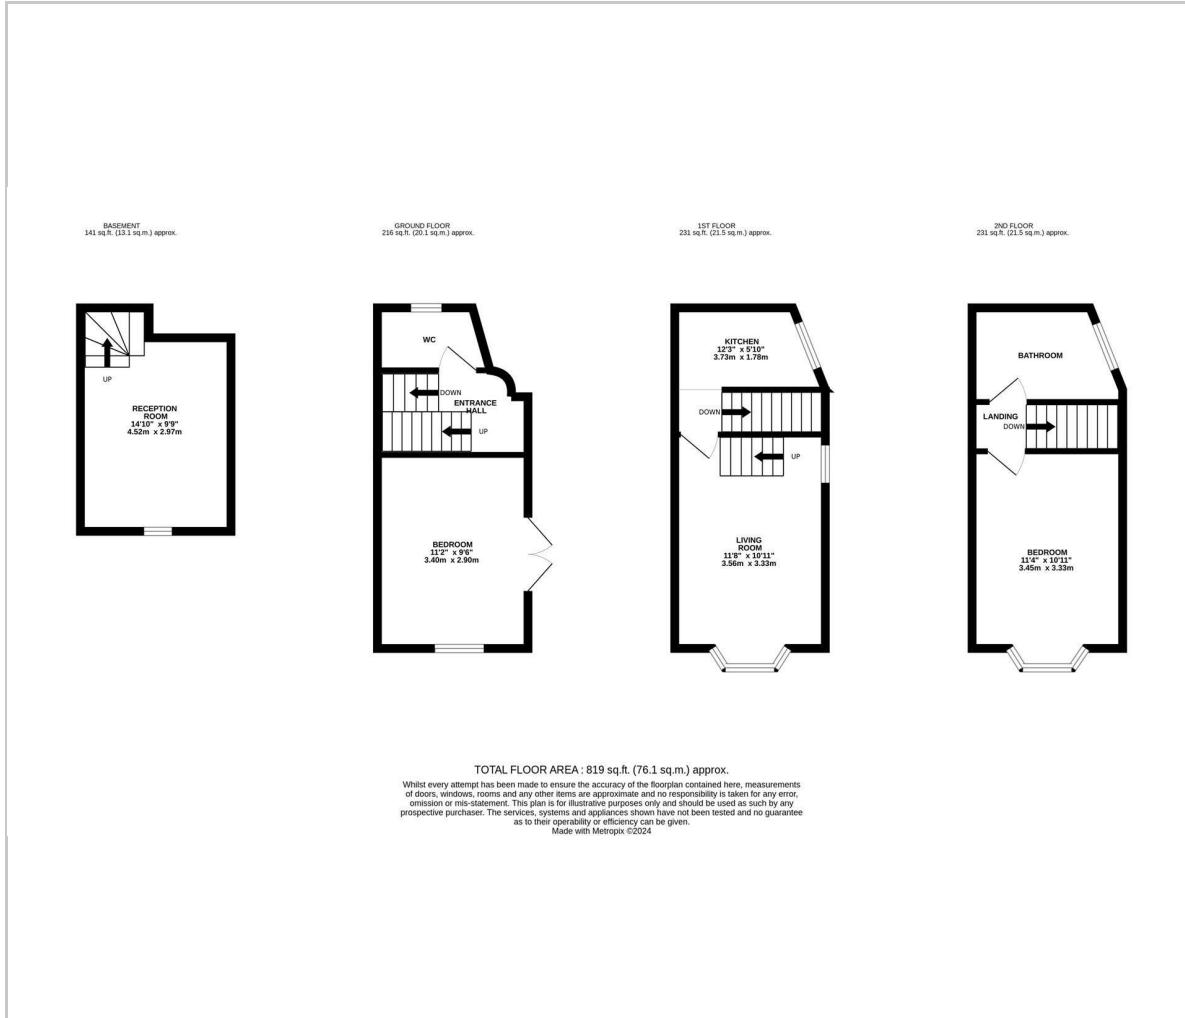 BASEMENT
141 sq.ft. (13.1 sq.m.) approx.
GROUND FLOOR
216 sq.ft. (20.1 sq.m.) approx.
1ST FLOOR
231 sq.ft. (21.5 sq.m.) approx.
2ND FLOOR
231 sq.ft. (21.5 sq.m.) approx.
UP
RECEPTION
ROOM
14'10" x 9'9"
4.52m x 2.97m
WC
DOWN
ENTRANCE
HALL
UP
BEDROOM
11'2" x 9'6"
3.40m x 2.90m
KITCHEN
12'3" x 5'10"
3.73m x 1.78m
DOWN
UP
LIVING
ROOM
11'8" x 10'11"
3.56m x 3.33m
BATHROOM
LANDING
DOWN
BEDROOM
11'4" x 10'11"
3.45m x 3.33m
TOTAL FLOOR AREA : 819 sq.ft. (76.1 sq.m.) approx.
Whilst every attempt has been made to ensure the accuracy of the floorplan contained here, measurements
of doors, windows, rooms and any other items are approximate and no responsibility is taken for any error,
omission or mis-statement. This plan is for illustrative purposes only and should be used as such by any
prospective purchaser. The services, systems and appliances shown have not been tested and no guarantee
as to their operability or efficiency can be given.
Made with Metropix ©2024